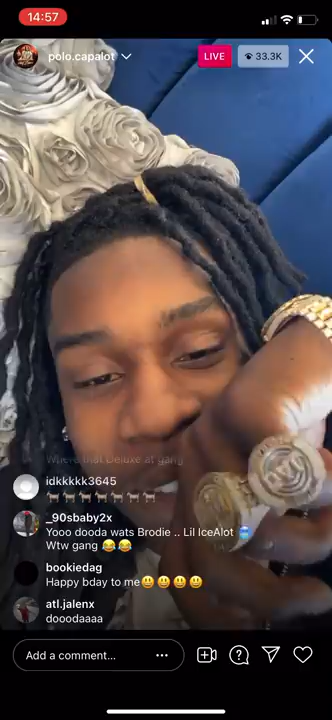 14:57
polo.capalot
LIVE
33.3K
Where that Deluxe at gang
idkkkkk3645
🐐🐐🐐🐐🐐🐐🐐
_90sbaby2x
Yooo dooda wats Brodie .. Lil IceAlot 🥶
Wtw gang 😂😂
bookiedag
Happy bday to me😃😃😃😃
atl.jalenx
dooodaaaa
Add a comment...